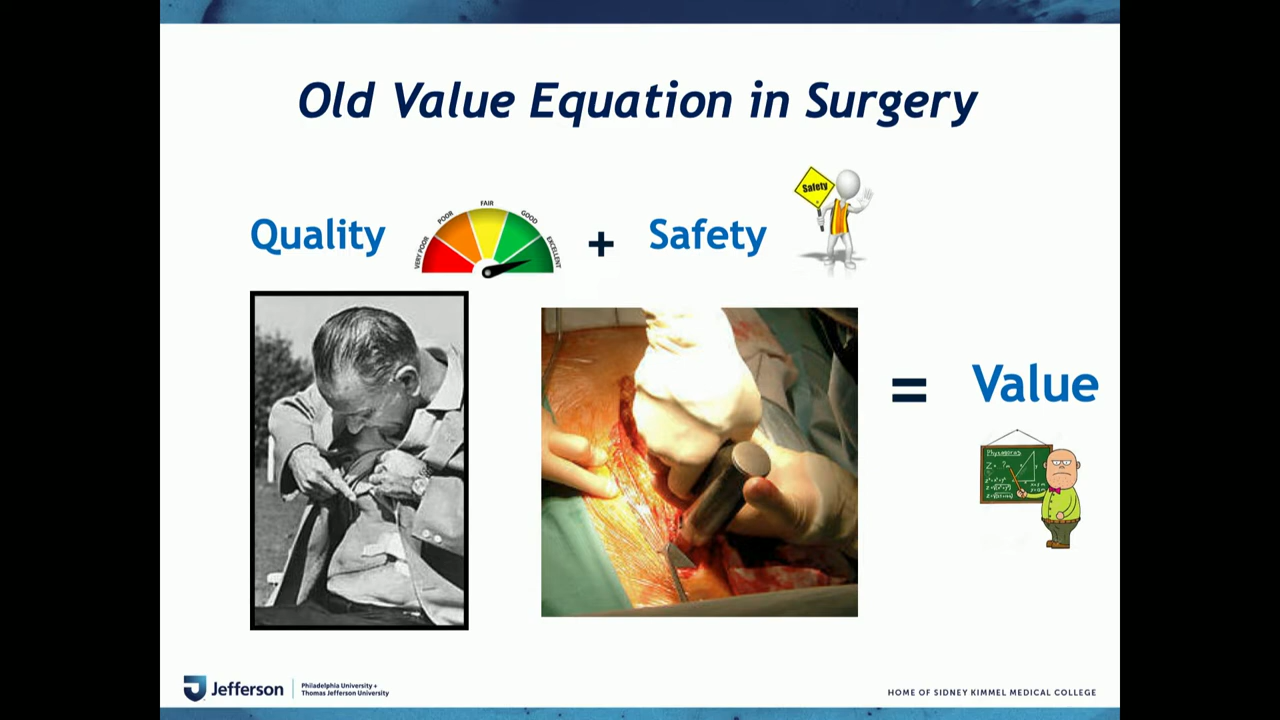 Old Value Equation in Surgery
Quality
VERY POOR
POOR
FAIR
GOOD
EXCELLENT
+
Safety
Safety
=
Value
Jefferson
Philadelphia University +
Thomas Jefferson University
HOME OF SIDNEY KIMMEL MEDICAL COLLEGE